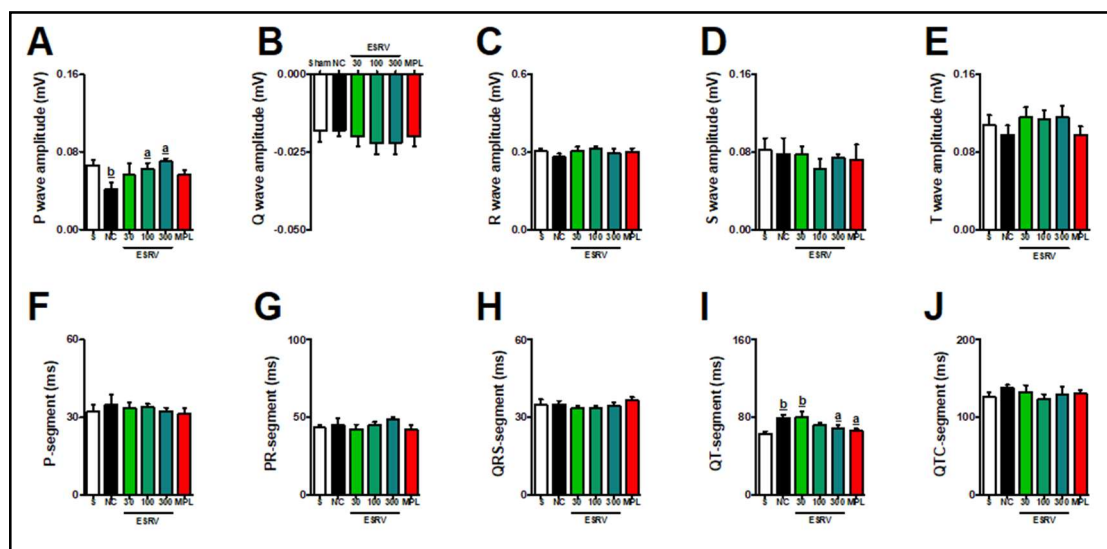 A
P wave amplitude (mV)
0.16
0.08
0.00
b
a
a
S NC 30 100 300 MPL
ESRV
B
Q wave amplitude (mV)
ESRV
Sham NC 30 100 300 MPL
0.000
-0.025
-0.050
C
R wave amplitude (mV)
0.6
0.3
0.0
S NC 30 100 300 MPL
ESRV
D
S wave amplitude (mV)
0.16
0.08
0.00
S NC 30 100 300 MPL
ESRV
E
T wave amplitude (mV)
0.16
0.08
0.00
S NC 30 100 300 MPL
ESRV
F
P-segment (ms)
60
30
0
S NC 30 100 300 MPL
ESRV
G
PR-segment (ms)
100
50
0
S NC 30 100 300 MPL
ESRV
H
QRS-segment (ms)
60
30
0
S NC 30 100 300 MPL
ESRV
I
QT-segment (ms)
160
80
0
b
b
a
a
S NC 30 100 300 MPL
ESRV
J
QTC-segment (ms)
200
100
0
S NC 30 100 300 MPL
ESRV